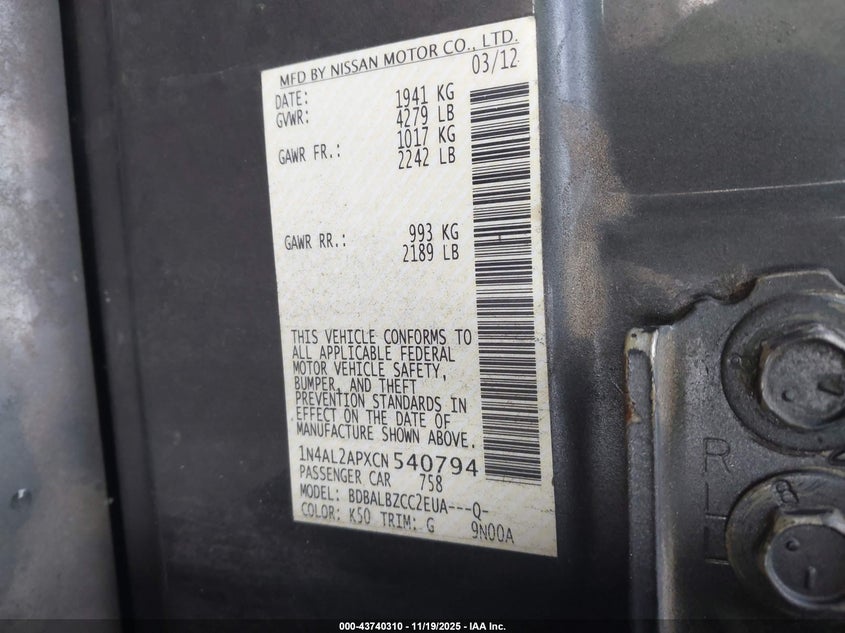 MFD BY NISSAN MOTOR CO., LTD.
DATE: 03/12
GVWR: 1941 KG
4279 LB
GAWR FR.: 1017 KG
2242 LB
GAWR RR.: 993 KG
2189 LB
THIS VEHICLE CONFORMS TO
ALL APPLICABLE FEDERAL
MOTOR VEHICLE SAFETY,
BUMPER, AND THEFT
PREVENTION STANDARDS IN
EFFECT ON THE DATE OF
MANUFACTURE SHOWN ABOVE.
1N4AL2APXCN540794
PASSENGER CAR 758
MODEL: BDBALBZCC2EUA---Q-
COLOR: K50 TRIM: G 9N00A
R
L
000-43740310 - 11/19/2025 - IAA Inc.